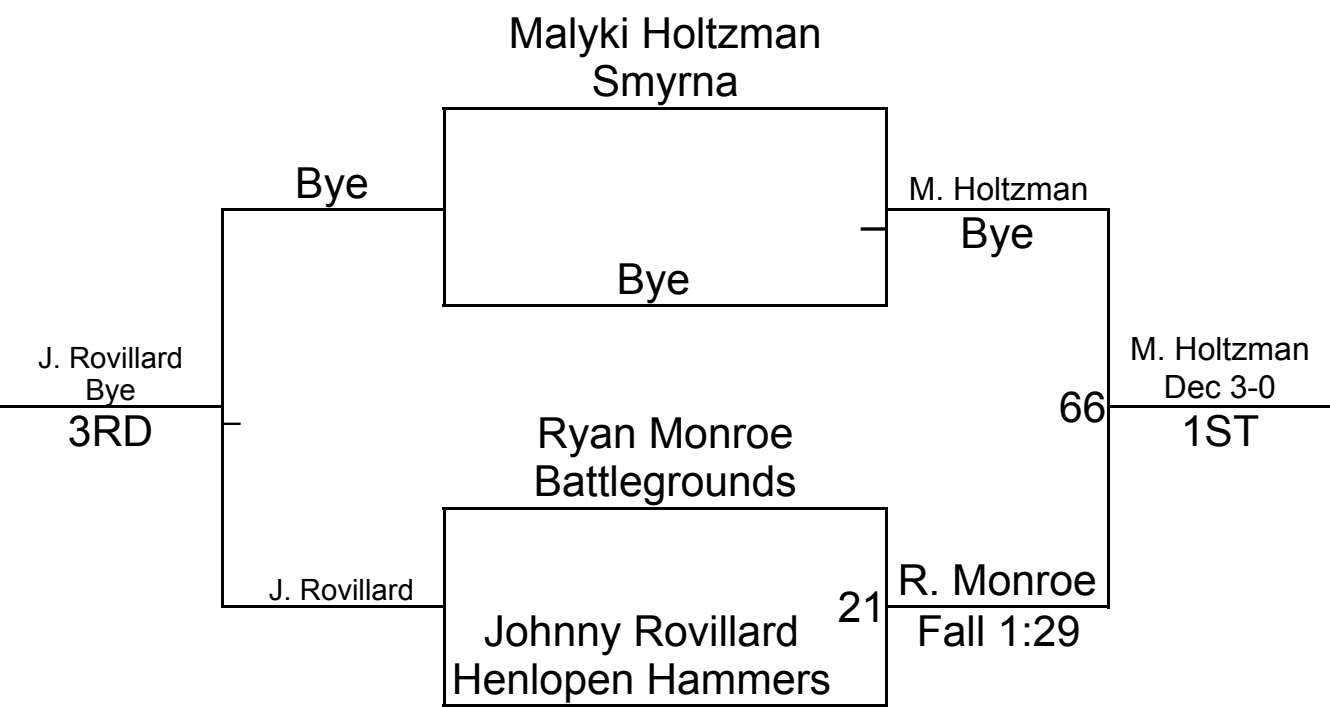 Malyki Holtzman
Smyrna
Bye
M. Holtzman
Bye
Bye
J. Rovillard
Bye
3RD
M. Holtzman
Dec 3-0
1ST
66
Ryan Monroe
Battlegrounds
J. Rovillard
21
R. Monroe
Fall 1:29
Johnny Rovillard
Henlopen Hammers